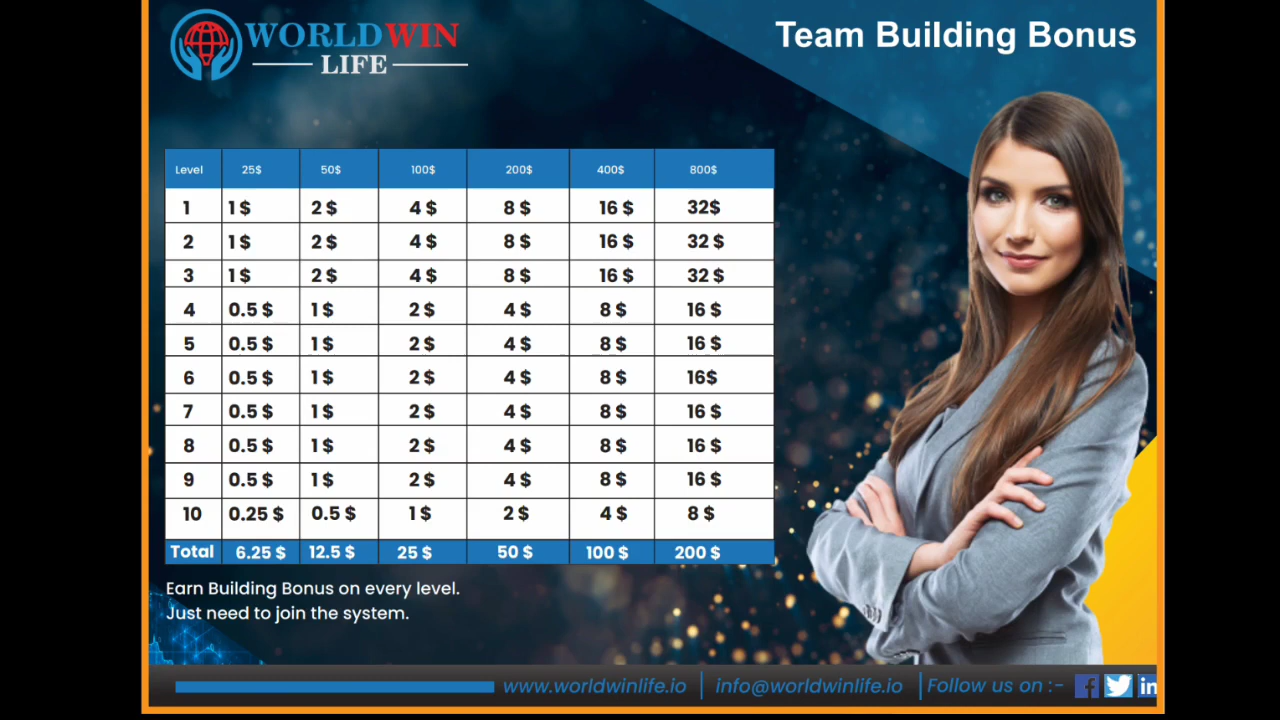 WORLDWIN
LIFE
Team Building Bonus
Level 25$ 50$ 100$ 200$ 400$ 800$
1 1 $ 2 $ 4 $ 8 $ 16 $ 32$
2 1 $ 2 $ 4 $ 8 $ 16 $ 32 $
3 1 $ 2 $ 4 $ 8 $ 16 $ 32 $
4 0.5 $ 1 $ 2 $ 4 $ 8 $ 16 $
5 0.5 $ 1 $ 2 $ 4 $ 8 $ 16 $
6 0.5 $ 1 $ 2 $ 4 $ 8 $ 16$
7 0.5 $ 1 $ 2 $ 4 $ 8 $ 16 $
8 0.5 $ 1 $ 2 $ 4 $ 8 $ 16 $
9 0.5 $ 1 $ 2 $ 4 $ 8 $ 16 $
10 0.25 $ 0.5 $ 1 $ 2 $ 4 $ 8 $
Total 6.25 $ 12.5 $ 25 $ 50 $ 100 $ 200 $
Earn Building Bonus on every level.
Just need to join the system.
www.worldwinlife.io | info@worldwinlife.io | Follow us on :-